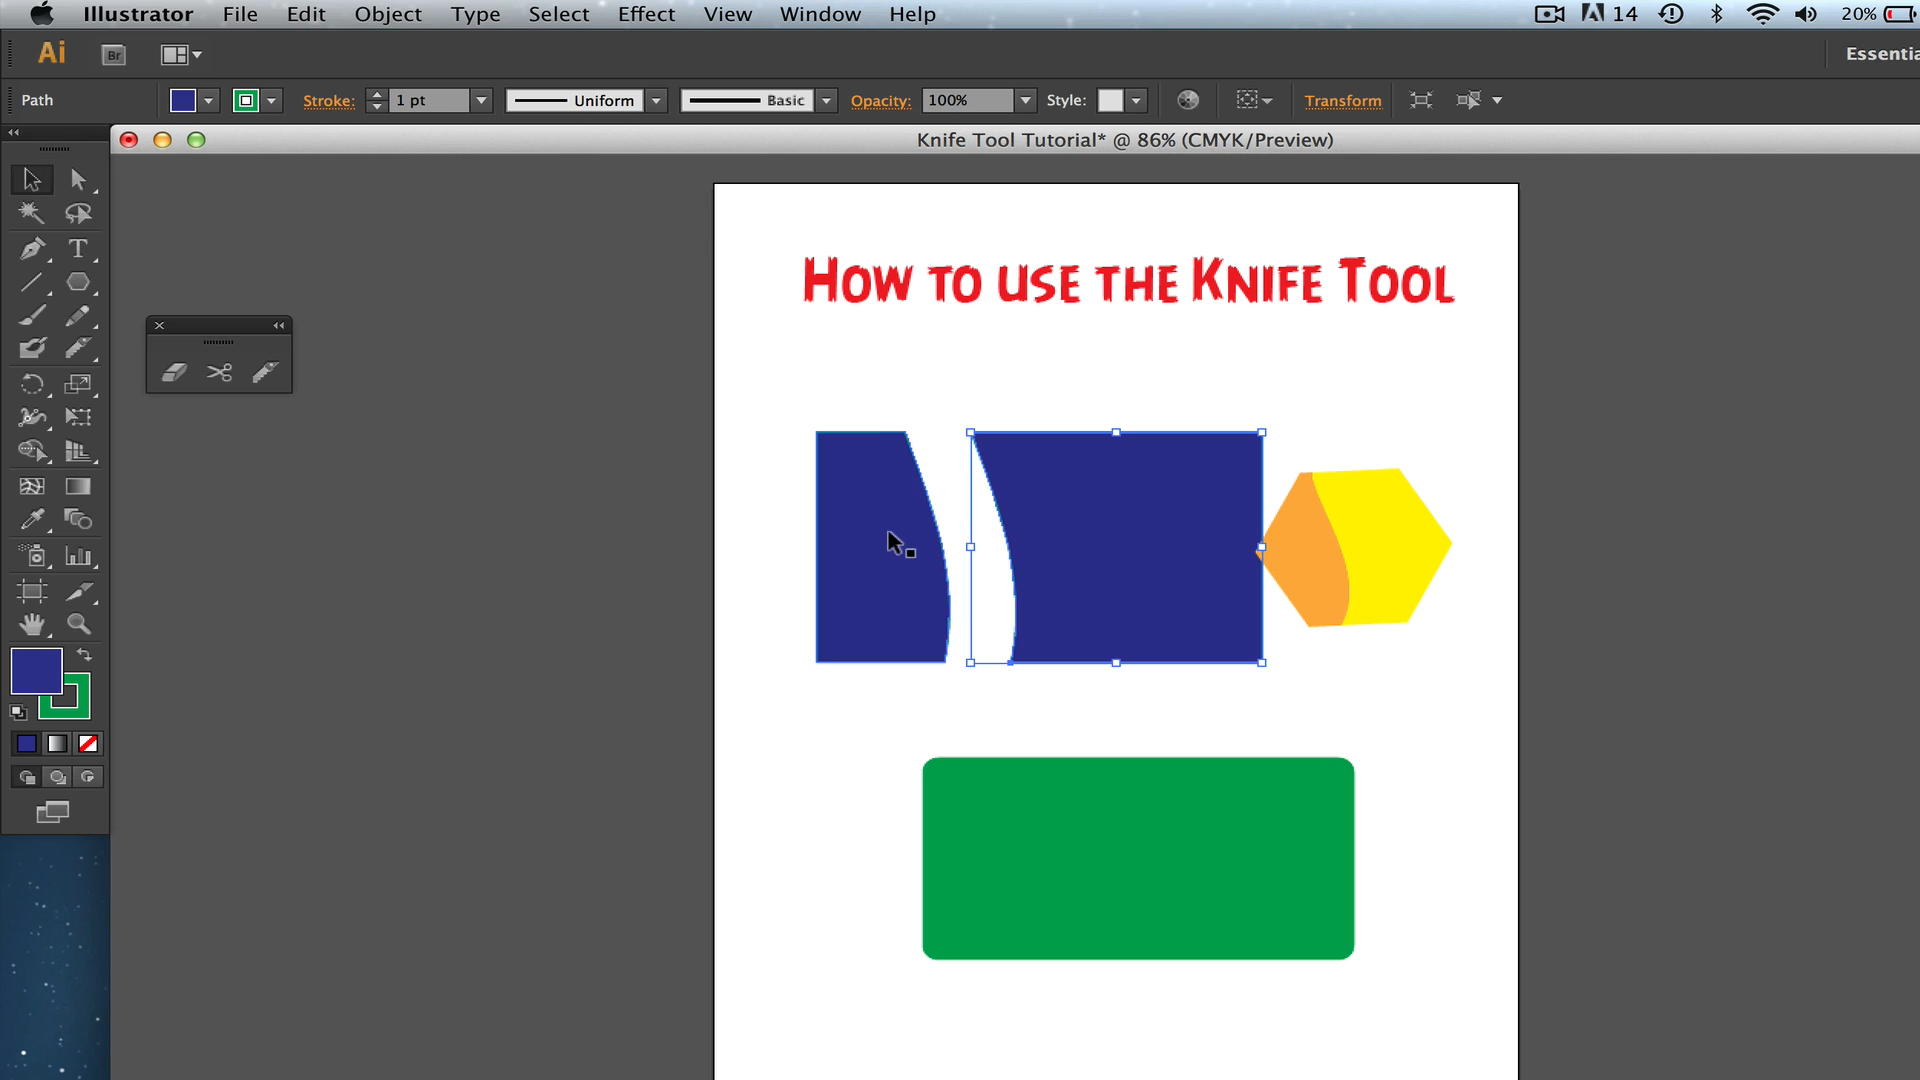 Illustrator File Edit Object Type Select Effect View Window Help 14 20%
Ai Br Essentia
Path Stroke: 1 pt Uniform Basic Opacity: 100% Style: Transform
Knife Tool Tutorial* @ 86% (CMYK/Preview)
How to use the Knife Tool